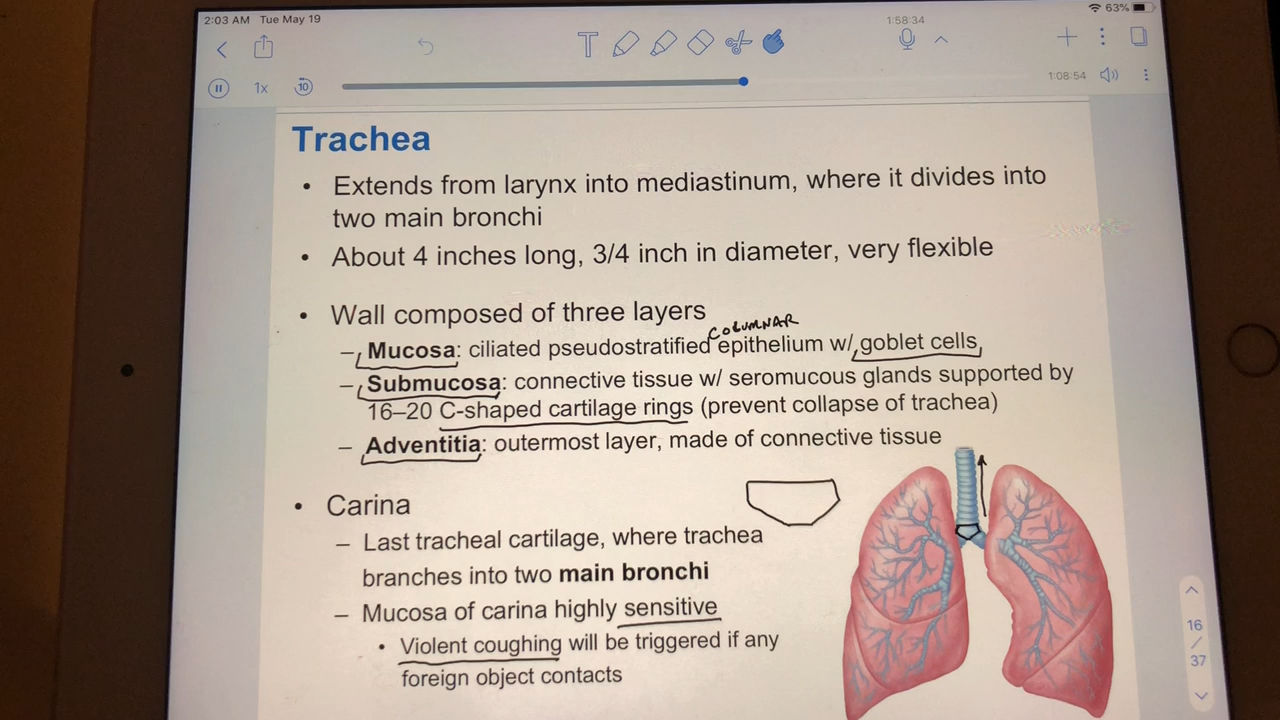 2:03 AM Tue May 19
63%
1:58:34
T
1x
10
1:08:54
Trachea
• Extends from larynx into mediastinum, where it divides into
two main bronchi
• About 4 inches long, 3/4 inch in diameter, very flexible
• Wall composed of three layers
COLUMNAR
– Mucosa: ciliated pseudostratified epithelium w/ goblet cells
– Submucosa: connective tissue w/ seromucous glands supported by
16–20 C-shaped cartilage rings (prevent collapse of trachea)
– Adventitia: outermost layer, made of connective tissue
• Carina
– Last tracheal cartilage, where trachea
branches into two main bronchi
– Mucosa of carina highly sensitive
• Violent coughing will be triggered if any
foreign object contacts
16
/
37